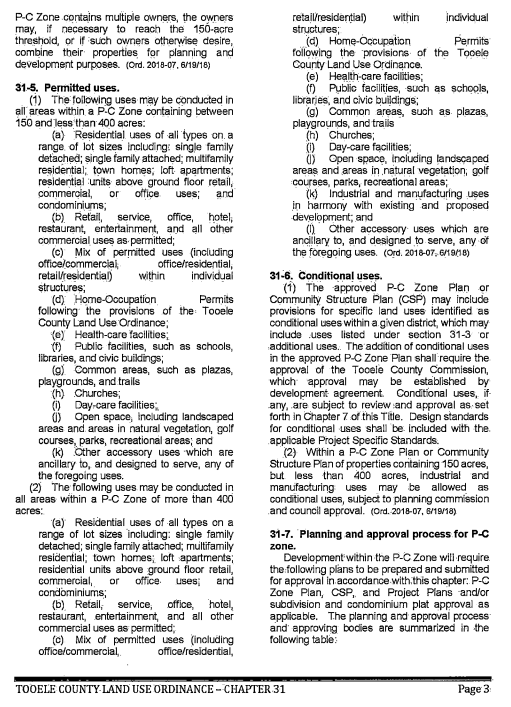 P-C Zone contains multiple owners, the owners
may, if necessary to reach the 150-acre
threshold, or if such owners otherwise desire,
combine their properties for planning and
development purposes. (Ord. 2018-07, 6/19/18)
31-5. Permitted uses.
(1) The following uses may be conducted in
all areas within a P-C Zone containing between
150 and less than 400 acres:
(a) Residential uses of all types on a
range of lot sizes including: single family
detached; single family attached; multifamily
residential; town homes; loft apartments;
residential units above ground floor retail,
commercial, or office uses; and
condominiums;
(b) Retail, service, office, hotel,
restaurant, entertainment, and all other
commercial uses as permitted;
(c) Mix of permitted uses (including
office/commercial, office/residential,
retail/residential) within individual
structures;
(d) Home-Occupation Permits
following the provisions of the Tooele
County Land Use Ordinance;
(e) Health-care facilities;
(f) Public facilities, such as schools,
libraries, and civic buildings;
(g) Common areas, such as plazas,
playgrounds, and trails
(h) Churches;
(i) Day-care facilities;
(j) Open space, including landscaped
areas and areas in natural vegetation, golf
courses, parks, recreational areas; and
(k) Other accessory uses which are
ancillary to, and designed to serve, any of
the foregoing uses.
(2) The following uses may be conducted in
all areas within a P-C Zone of more than 400
acres:
(a) Residential uses of all types on a
range of lot sizes including: single family
detached; single family attached; multifamily
residential; town homes; loft apartments;
residential units above ground floor retail,
commercial, or office uses; and
condominiums;
(b) Retail, service, office, hotel,
restaurant, entertainment, and all other
commercial uses as permitted;
(c) Mix of permitted uses (including
office/commercial, office/residential,
retail/residential) within individual
structures;
(d) Home-Occupation Permits
following the provisions of the Tooele
County Land Use Ordinance.
(e) Health-care facilities;
(f) Public facilities, such as schools,
libraries, and civic buildings;
(g) Common areas, such as plazas,
playgrounds, and trails
(h) Churches;
(i) Day-care facilities;
(j) Open space, including landscaped
areas and areas in natural vegetation, golf
courses, parks, recreational areas;
(k) Industrial and manufacturing uses
in harmony with existing and proposed
development; and
(l) Other accessory uses which are
ancillary to, and designed to serve, any of
the foregoing uses. (Ord. 2018-07, 6/19/18)
31-6. Conditional uses.
(1) The approved P-C Zone Plan or
Community Structure Plan (CSP) may include
provisions for specific land uses identified as
conditional uses within a given district, which may
include uses listed under section 31-3 or
additional uses. The addition of conditional uses
in the approved P-C Zone Plan shall require the
approval of the Tooele County Commission,
which approval may be established by
development agreement. Conditional uses, if
any, are subject to review and approval as set
forth in Chapter 7 of this Title. Design standards
for conditional uses shall be included with the
applicable Project Specific Standards.
(2) Within a P-C Zone Plan or Community
Structure Plan of properties containing 150 acres,
but less than 400 acres, industrial and
manufacturing uses may be allowed as
conditional uses, subject to planning commission
and council approval. (Ord. 2018-07, 6/19/18)
31-7. Planning and approval process for P-C
zone.
Development within the P-C Zone will require
the following plans to be prepared and submitted
for approval in accordance with this chapter: P-C
Zone Plan, CSP, and Project Plans and/or
subdivision and condominium plat approval as
applicable. The planning and approval process
and approving bodies are summarized in the
following table:
TOOELE COUNTY LAND USE ORDINANCE – CHAPTER 31 Page 3